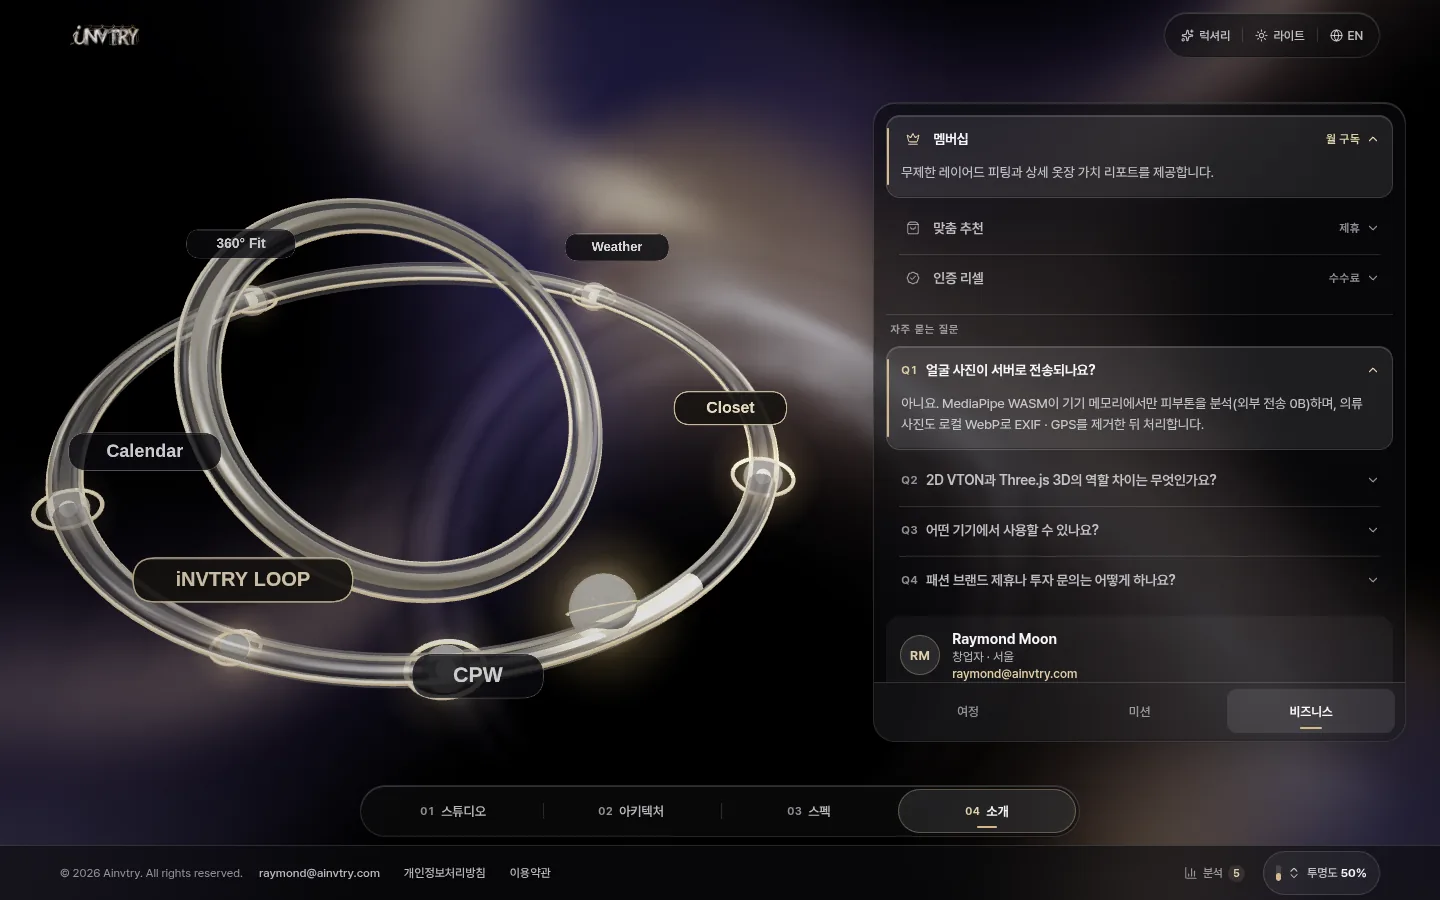 iNVTRY
럭셔리
라이트
EN
멤버십
월 구독
무제한 레이어드 피팅과 상세 옷장 가치 리포트를 제공합니다.
맞춤 추천
제휴
인증 리셀
수수료
자주 묻는 질문
Q1 얼굴 사진이 서버로 전송되나요?
아니요. MediaPipe WASM이 기기 메모리에서만 피부톤을 분석(외부 전송 0B)하며, 의류
사진도 로컬 WebP로 EXIF · GPS를 제거한 뒤 처리합니다.
Q2 2D VTON과 Three.js 3D의 역할 차이는 무엇인가요?
Q3 어떤 기기에서 사용할 수 있나요?
Q4 패션 브랜드 제휴나 투자 문의는 어떻게 하나요?
RM
Raymond Moon
창업자 · 서울
raymond@ainvtry.com
여정
미션
비즈니스
360° Fit
Weather
Closet
Calendar
iNVTRY LOOP
CPW
01 스튜디오
02 아키텍처
03 스펙
04 소개
© 2026 Ainvtry. All rights reserved.
raymond@ainvtry.com
개인정보처리방침
이용약관
분석 5
투명도 50%